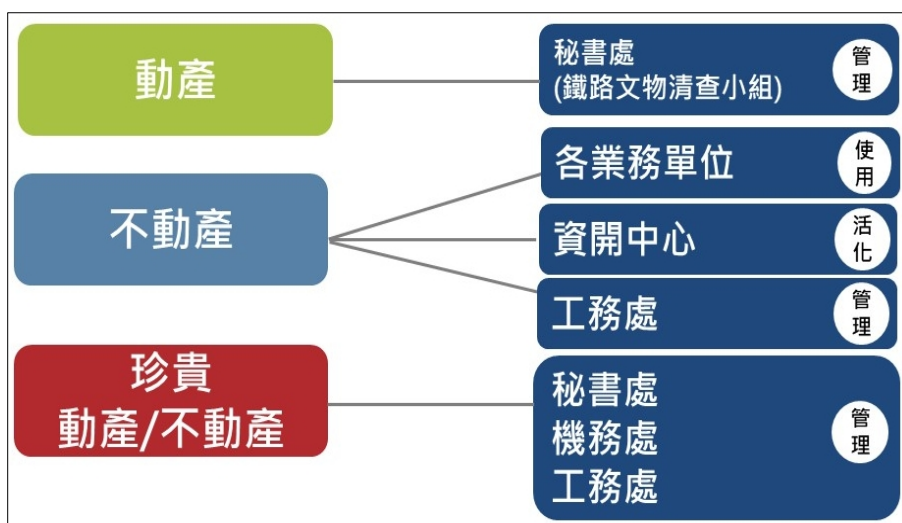 動產
秘書處
(鐵路文物清查小組)
管理
不動產
各業務單位
使用
資開中心
活化
工務處
管理
珍貴
動產/不動產
秘書處
機務處
工務處
管理